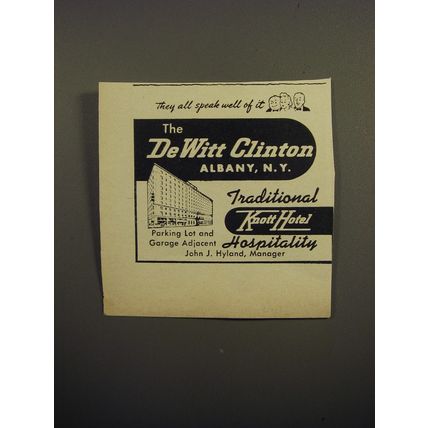 They all speak well of it
The
DeWitt Clinton
ALBANY, N.Y.
Traditional
Knott Hotel
Hospitality
Parking Lot and
Garage Adjacent
John J. Hyland, Manager